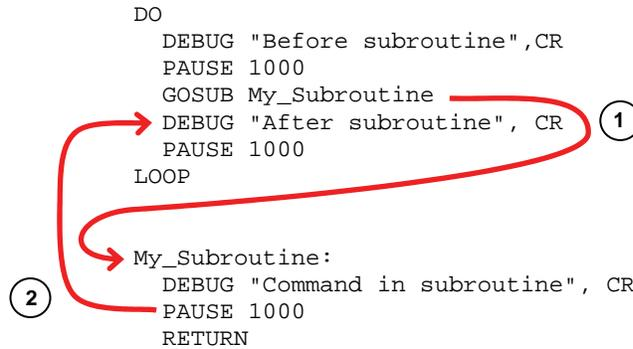 DO
DEBUG "Before subroutine",CR
PAUSE 1000
GOSUB My_Subroutine
DEBUG "After subroutine", CR
PAUSE 1000
LOOP
1
My_Subroutine:
DEBUG "Command in subroutine", CR
PAUSE 1000
RETURN
2